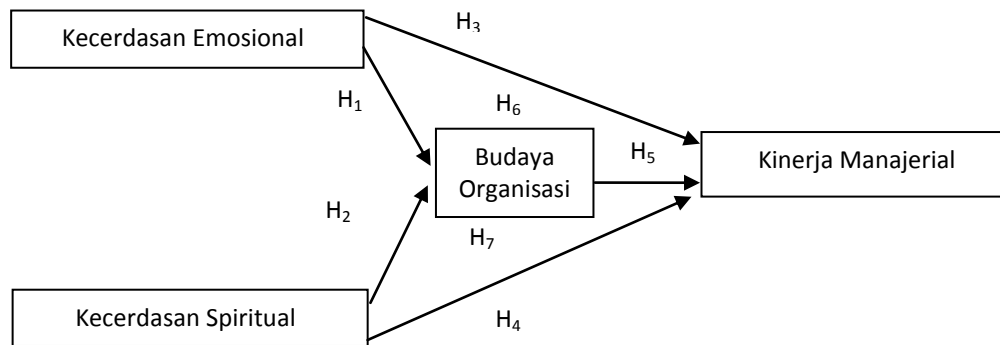 H₃
Kecerdasan Emosional
H₁
H₆
Budaya
Organisasi
H₅
Kinerja Manajerial
H₂
H₇
Kecerdasan Spiritual
H₄